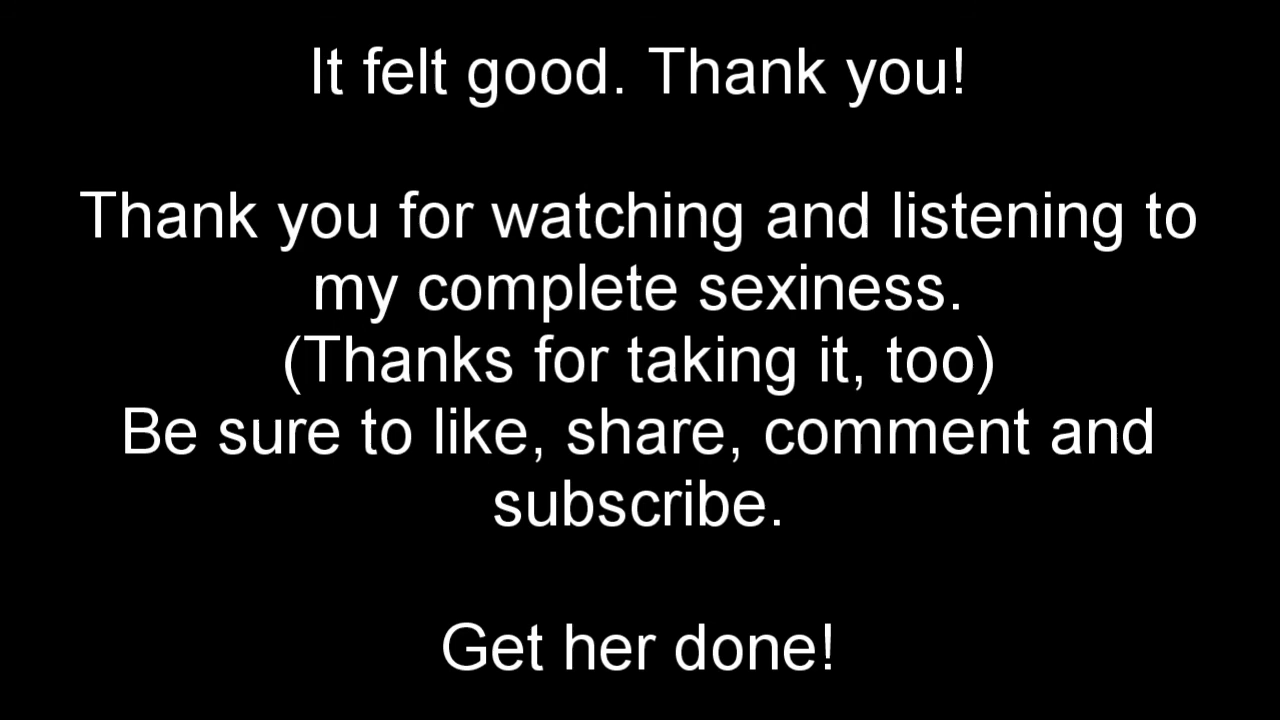 It felt good. Thank you!
Thank you for watching and listening to
my complete sexiness.
(Thanks for taking it, too)
Be sure to like, share, comment and
subscribe.
Get her done!